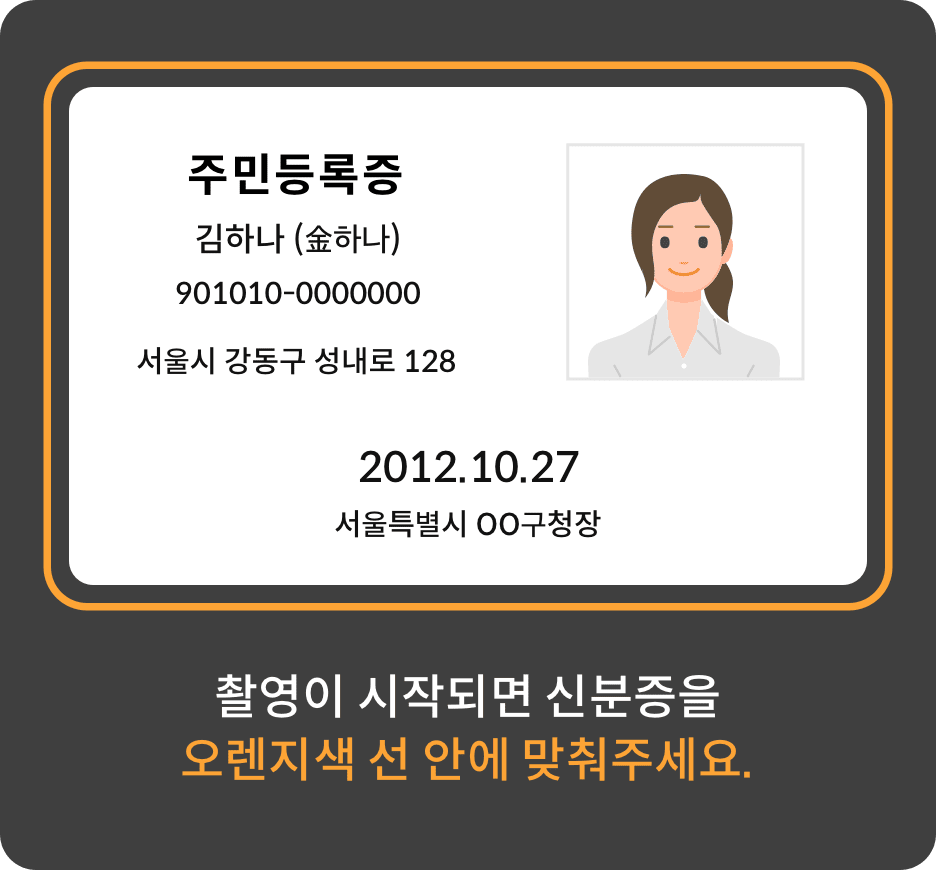 주민등록증
김하나 (金하나)
901010-0000000
서울시 강동구 성내로 128
2012.10.27
서울특별시 OO구청장
촬영이 시작되면 신분증을
오렌지색 선 안에 맞춰주세요.